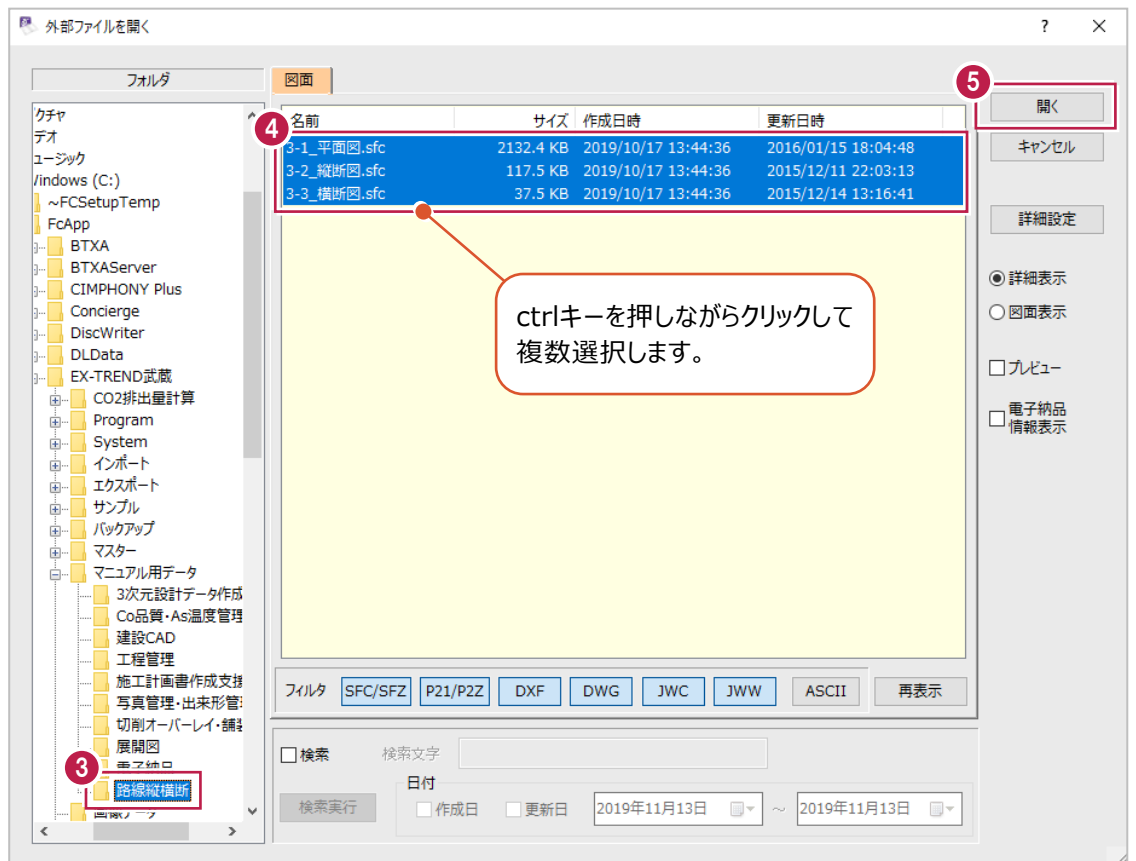 外部ファイルを開く
? ×
フォルダ
図面
5
開く
クチャ
デオ
ュージック
/indows (C:)
~FCSetupTemp
FcApp
BTXA
BTXAServer
CIMPHONY Plus
Concierge
DiscWriter
DLData
EX-TREND武蔵
CO2排出量計算
Program
System
インポート
エクスポート
サンプル
バックアップ
マスター
マニュアル用データ
3次元設計データ作成
Co品質・As温度管理
建設CAD
工程管理
施工計画書作成支援
写真管理・出来形管
切削オーバーレイ・舗装
展開図
電子納品
3
路線縦横断
画像データ
4
名前 サイズ 作成日時 更新日時
3-1_平面図.sfc 2132.4 KB 2019/10/17 13:44:36 2016/01/15 18:04:48
3-2_縦断図.sfc 117.5 KB 2019/10/17 13:44:36 2015/12/11 22:03:13
3-3_横断図.sfc 37.5 KB 2019/10/17 13:44:36 2015/12/14 13:16:41
ctrlキーを押しながらクリックして
複数選択します。
キャンセル
詳細設定
詳細表示
図面表示
プレビュー
電子納品
情報表示
フィルタ SFC/SFZ P21/P2Z DXF DWG JWC JWW ASCII 再表示
検索 検索文字
日付
検索実行 作成日 更新日 2019年11月13日 ～ 2019年11月13日